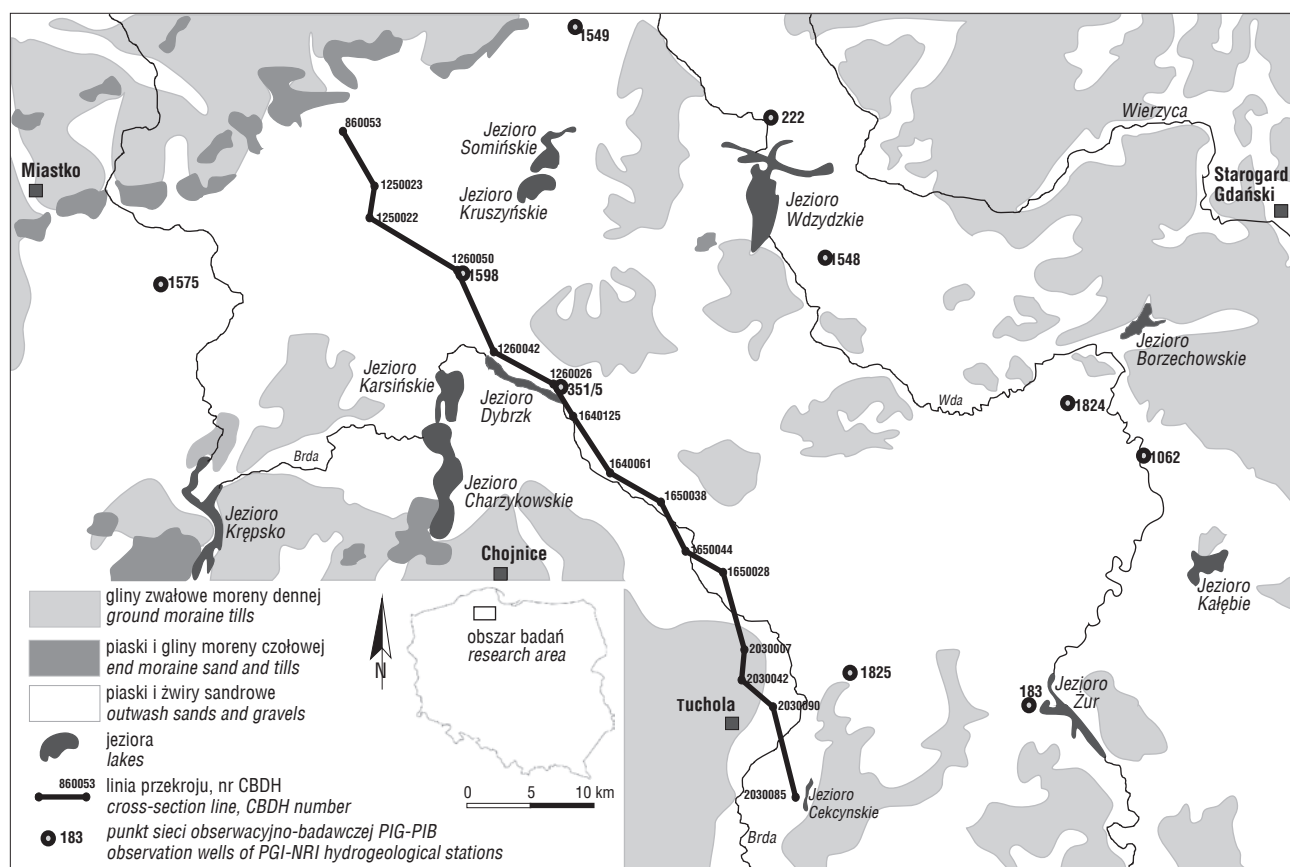 1549
860053
Jezioro
Somińskie
222
Wierzyca
Miastko
1250023
Jezioro
Kruszyńskie
Starogard
Gdański
1250022
Jezioro
Wdzydzkie
1260050
1598
1548
1575
1260042
Jezioro
Karsińskie
Jezioro
Borzechowskie
1260026
351/5
Jezioro
Dybrzk
1640125
Wda
1824
Brda
1062
1640061
Jezioro
Charzykowskie
1650038
Jezioro
Krępsko
Chojnice
1650044
1650028
Jezioro
Kałębie
2030007
2030042
1825
Tuchola
2030090
183
Jezioro
Żur
2030085
Jezioro
Cekcynskie
Brda
gliny zwałowe moreny dennej
ground moraine tills
piaski i gliny moreny czołowej
end moraine sand and tills
piaski i żwiry sandrowe
outwash sands and gravels
jeziora
lakes
860053
linia przekroju, nr CBDH
cross-section line, CBDH number
183
punkt sieci obserwacyjno-badawczej PIG-PIB
observation wells of PGI-NRI hydrogeological stations
N
obszar badań
research area
0 5 10 km